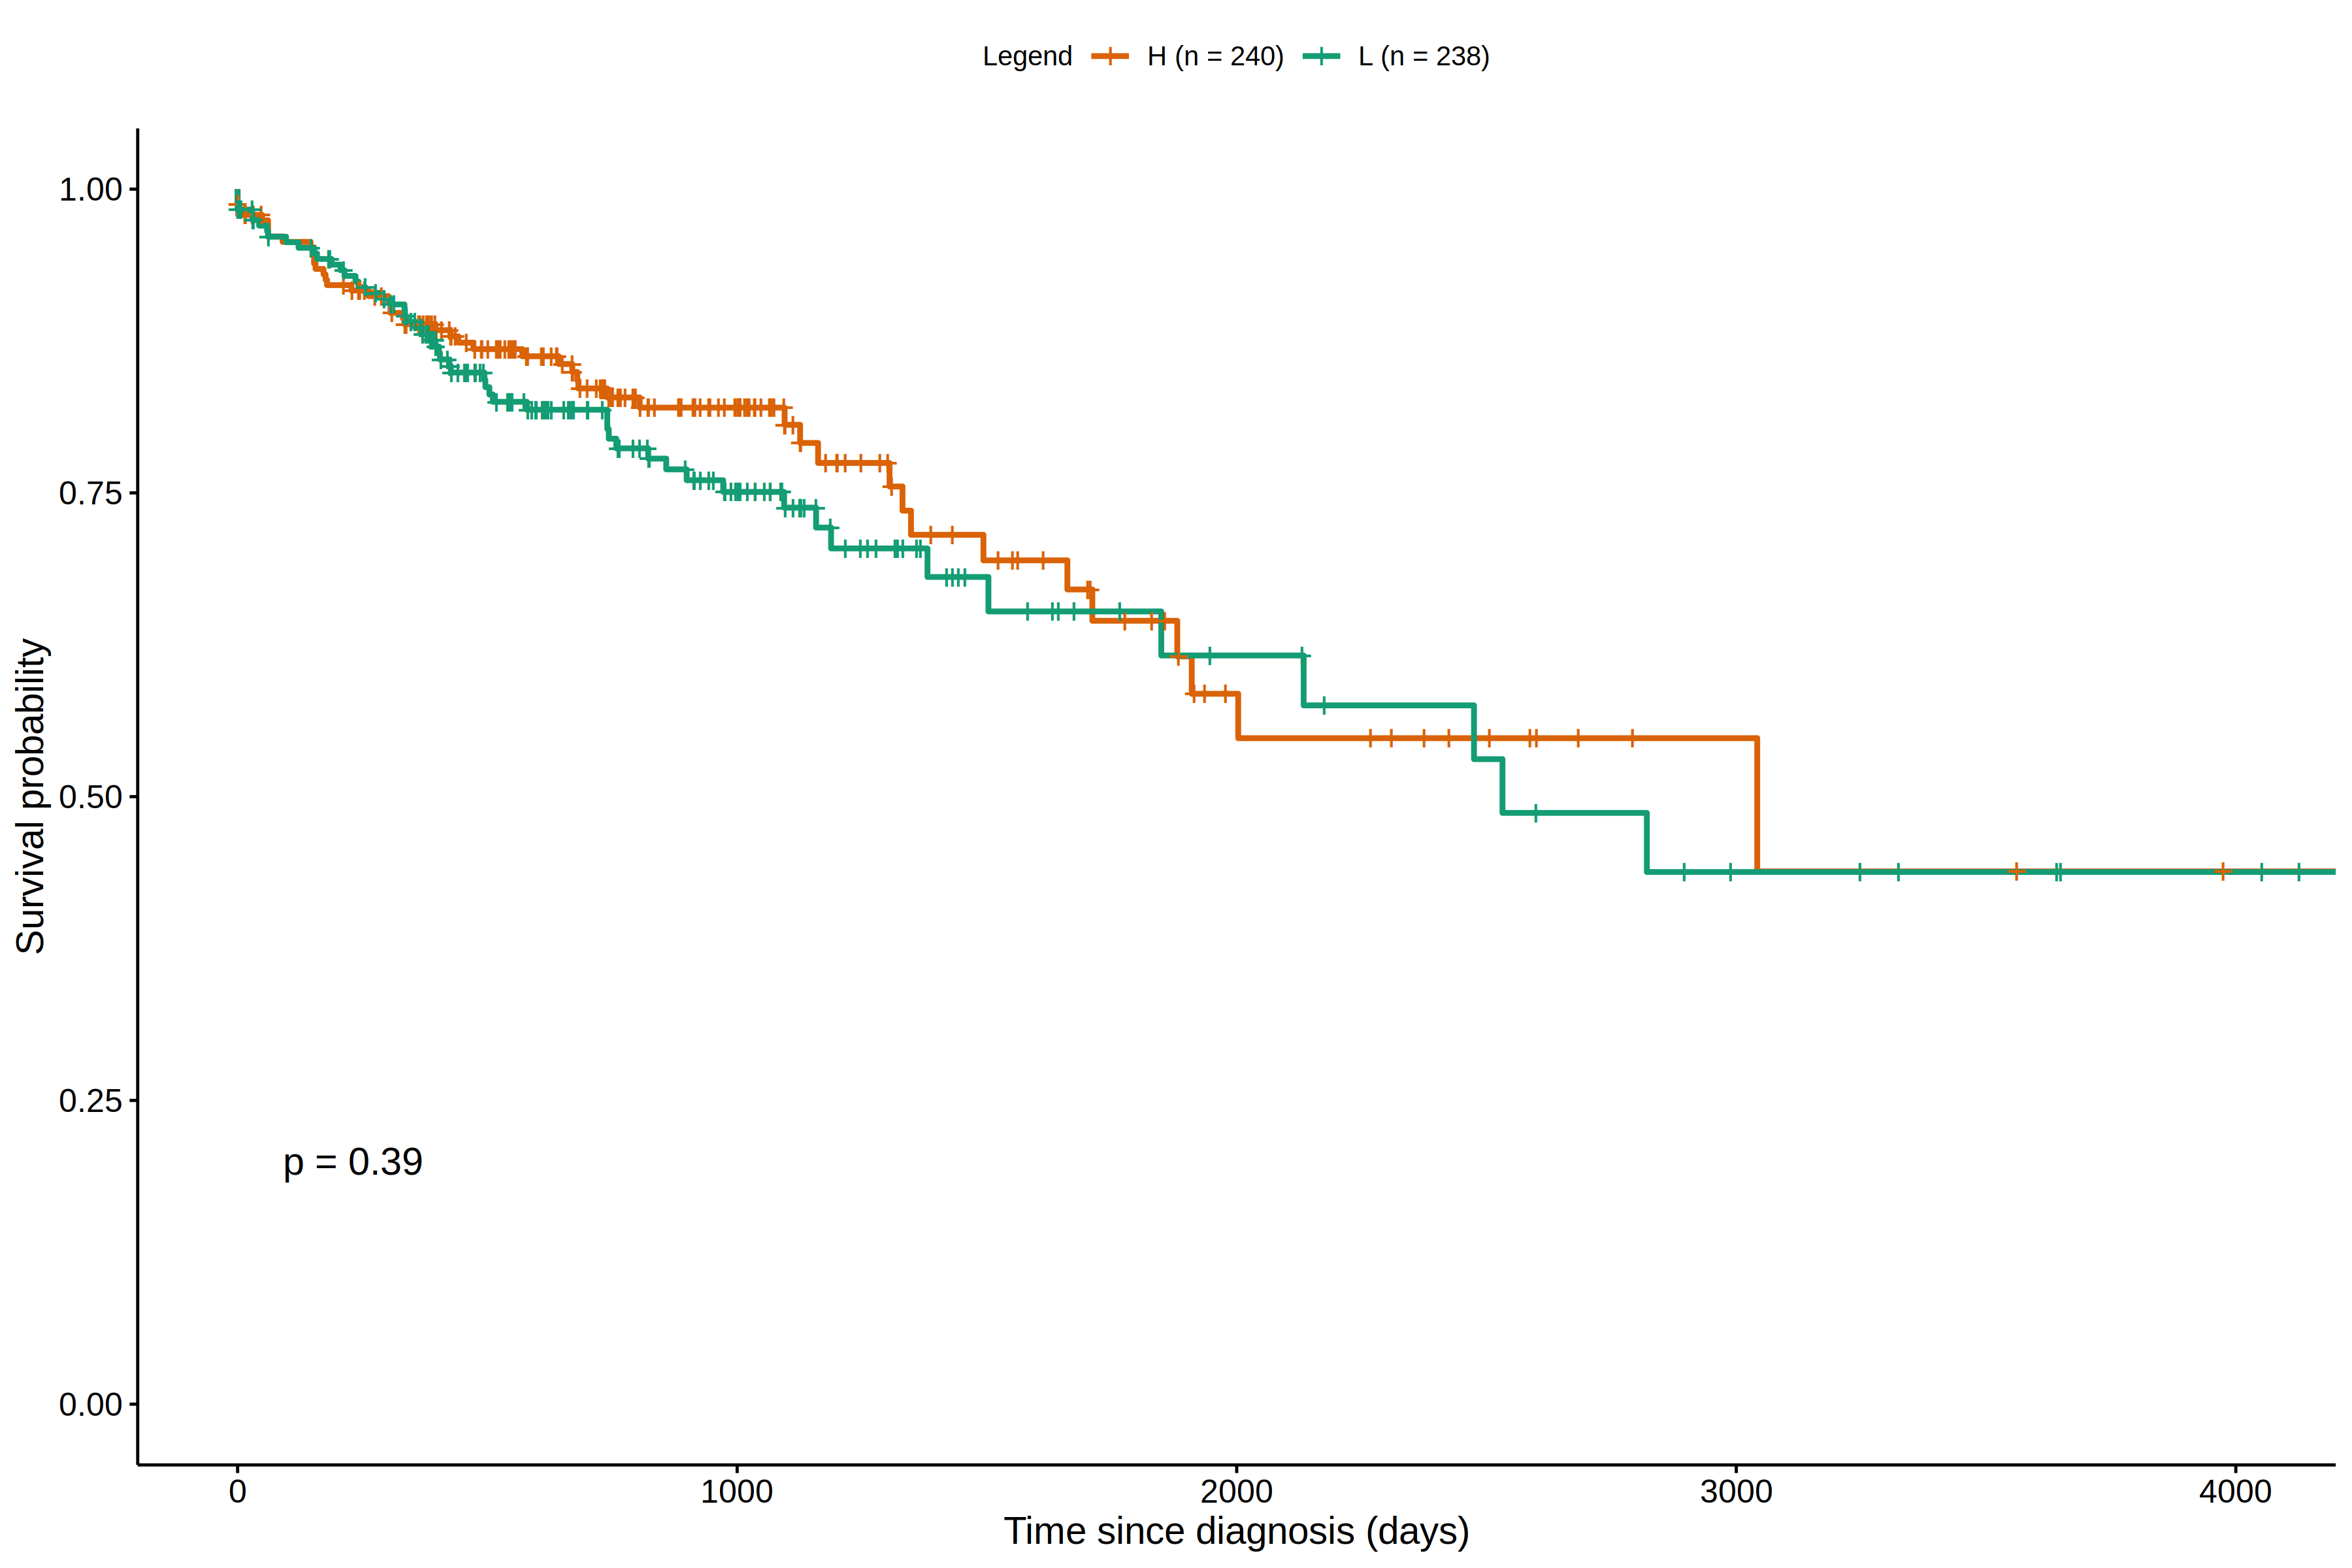 Legend H (n = 240) L (n = 238)
1.00
0.75
0.50
0.25
0.00
Survival probability
p = 0.39
0 1000 2000 3000 4000
Time since diagnosis (days)